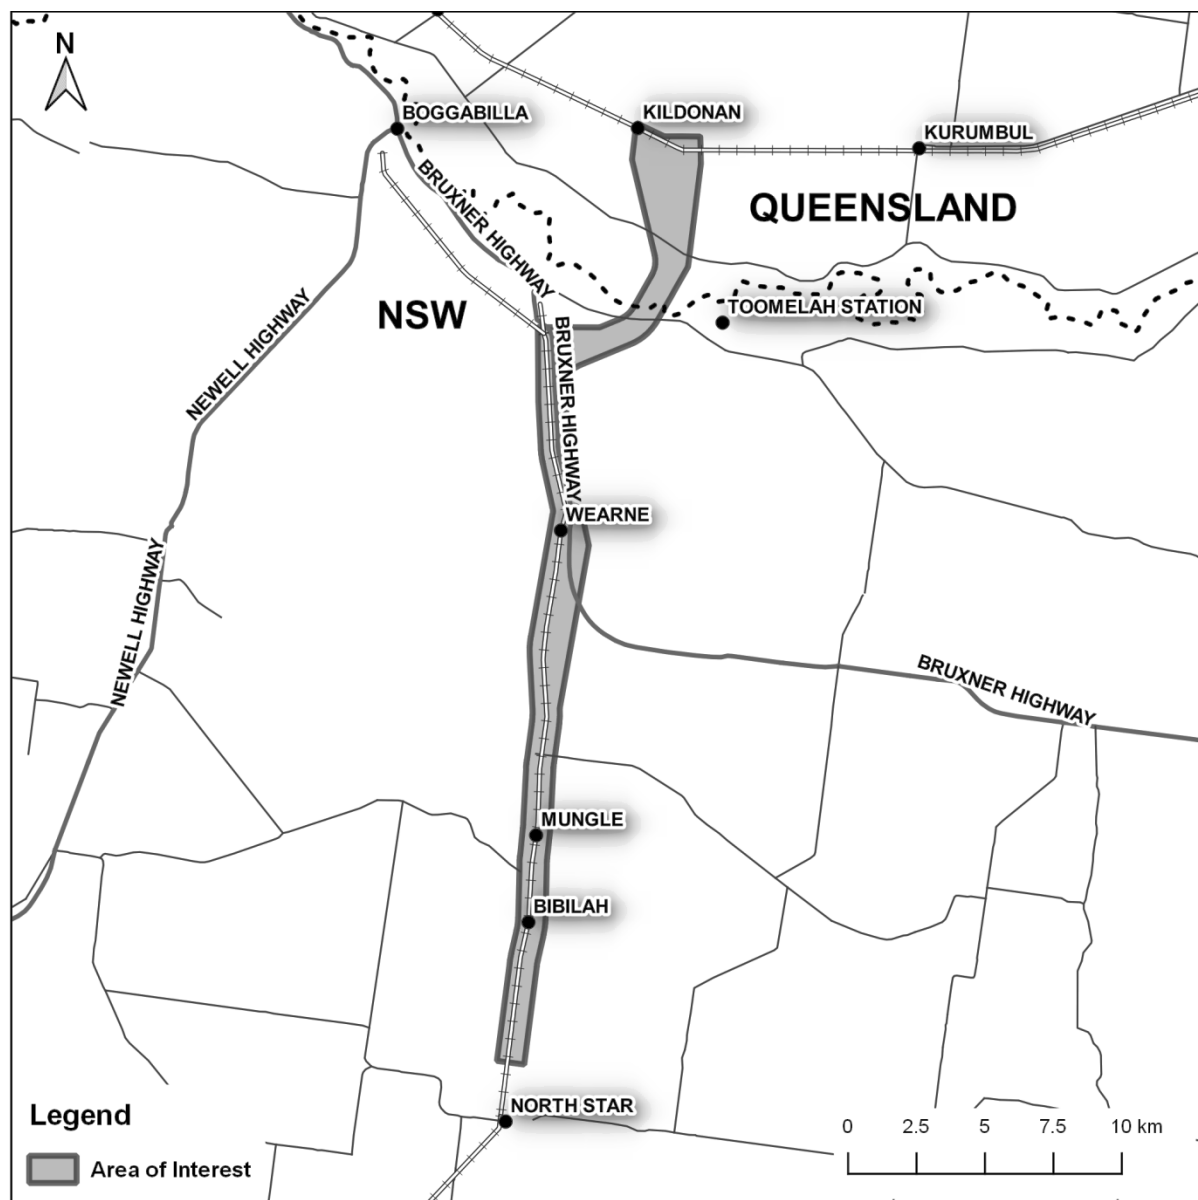 N
BOGGABILLA
KILDONAN
KURUMBUL
BRUXNER HIGHWAY
QUEENSLAND
NSW
TOOMELAH STATION
NEWELL HIGHWAY
BRUXNER HIGHWAY
WEARNE
NEWELL HIGHWAY
BRUXNER HIGHWAY
MUNGLE
BIBILAH
NORTH STAR
Legend
Area of Interest
0 2.5 5 7.5 10 km